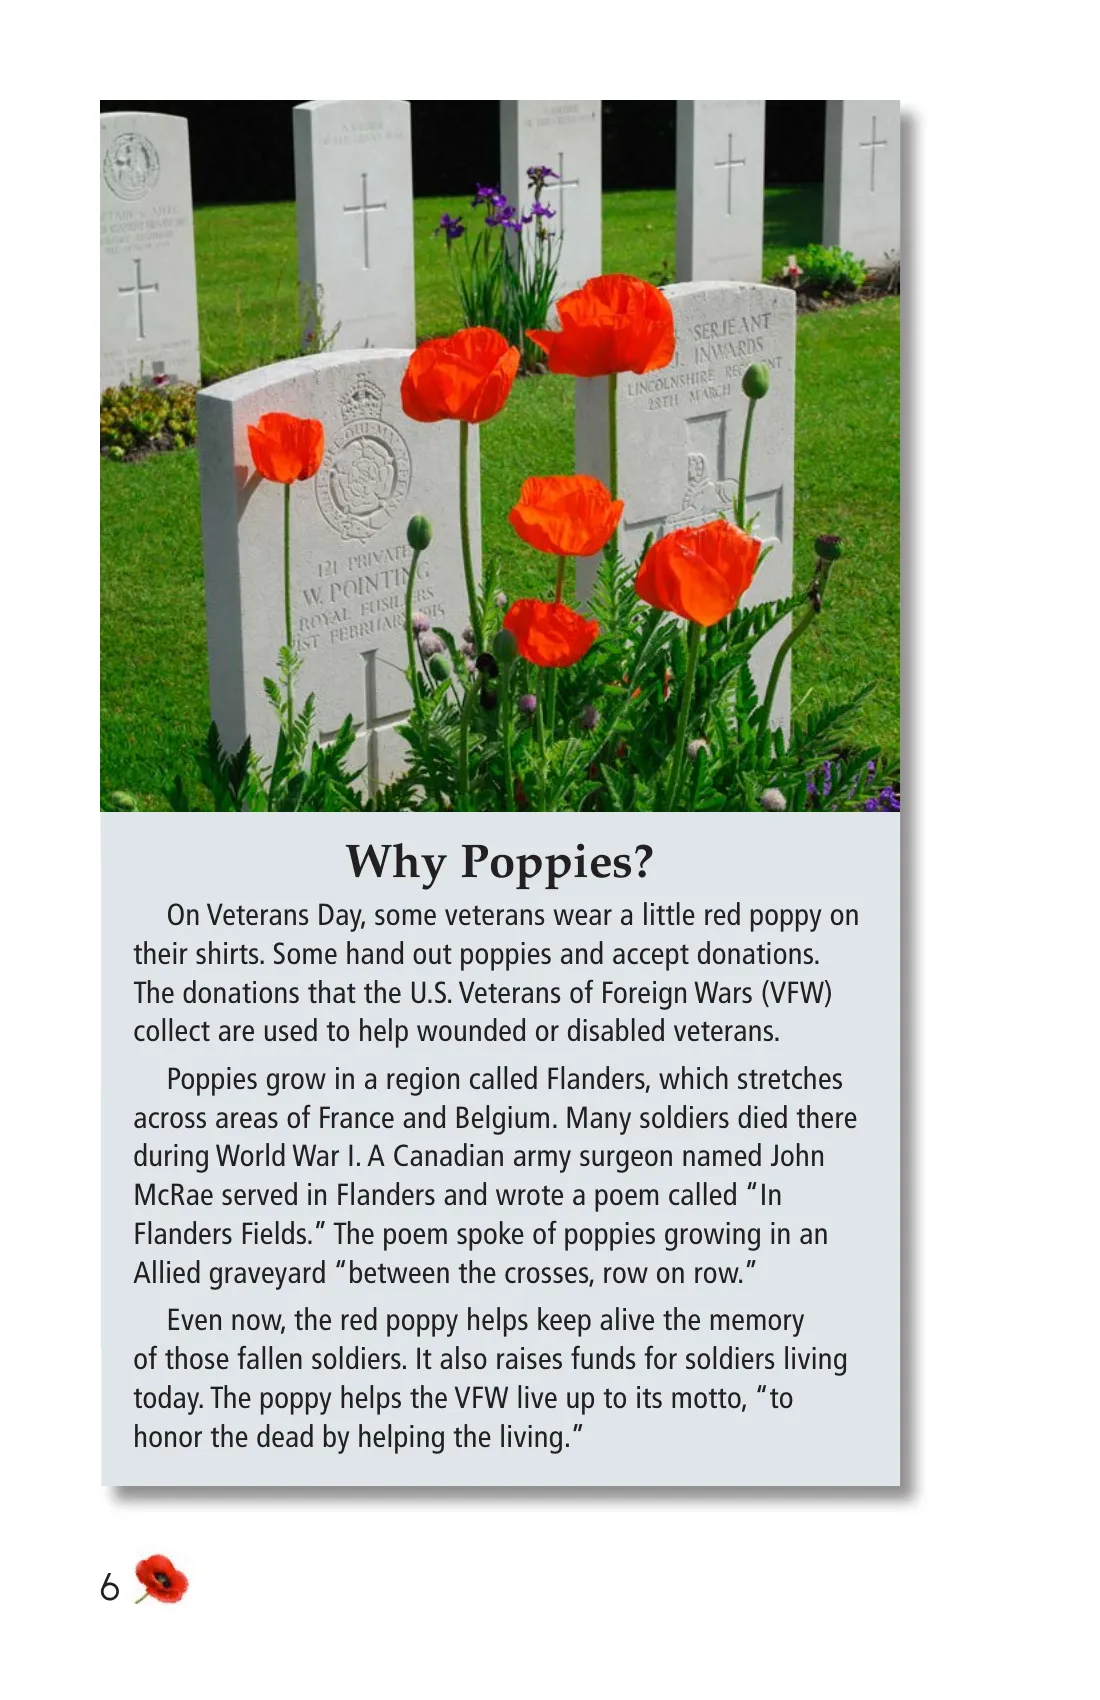 SERJEANT
J. INWARDS
LINCOLNSHIRE REGIMENT
28TH MARCH
121 PRIVATE
W. POINTING
ROYAL FUSILIERS
1ST FEBRUARY 1915
Why Poppies?
On Veterans Day, some veterans wear a little red poppy on
their shirts. Some hand out poppies and accept donations.
The donations that the U.S. Veterans of Foreign Wars (VFW)
collect are used to help wounded or disabled veterans.
Poppies grow in a region called Flanders, which stretches
across areas of France and Belgium. Many soldiers died there
during World War I. A Canadian army surgeon named John
McRae served in Flanders and wrote a poem called “In
Flanders Fields.” The poem spoke of poppies growing in an
Allied graveyard “between the crosses, row on row.”
Even now, the red poppy helps keep alive the memory
of those fallen soldiers. It also raises funds for soldiers living
today. The poppy helps the VFW live up to its motto, “to
honor the dead by helping the living.”
6